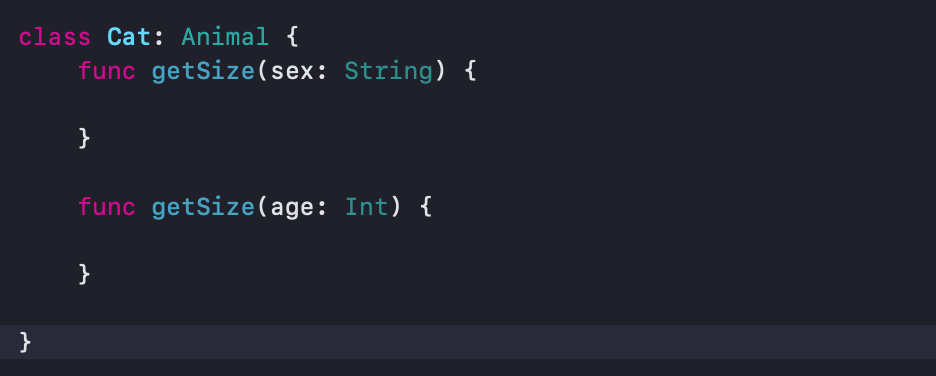 class Cat: Animal {
    func getSize(sex: String) {
    }
    func getSize(age: Int) {
    }
}